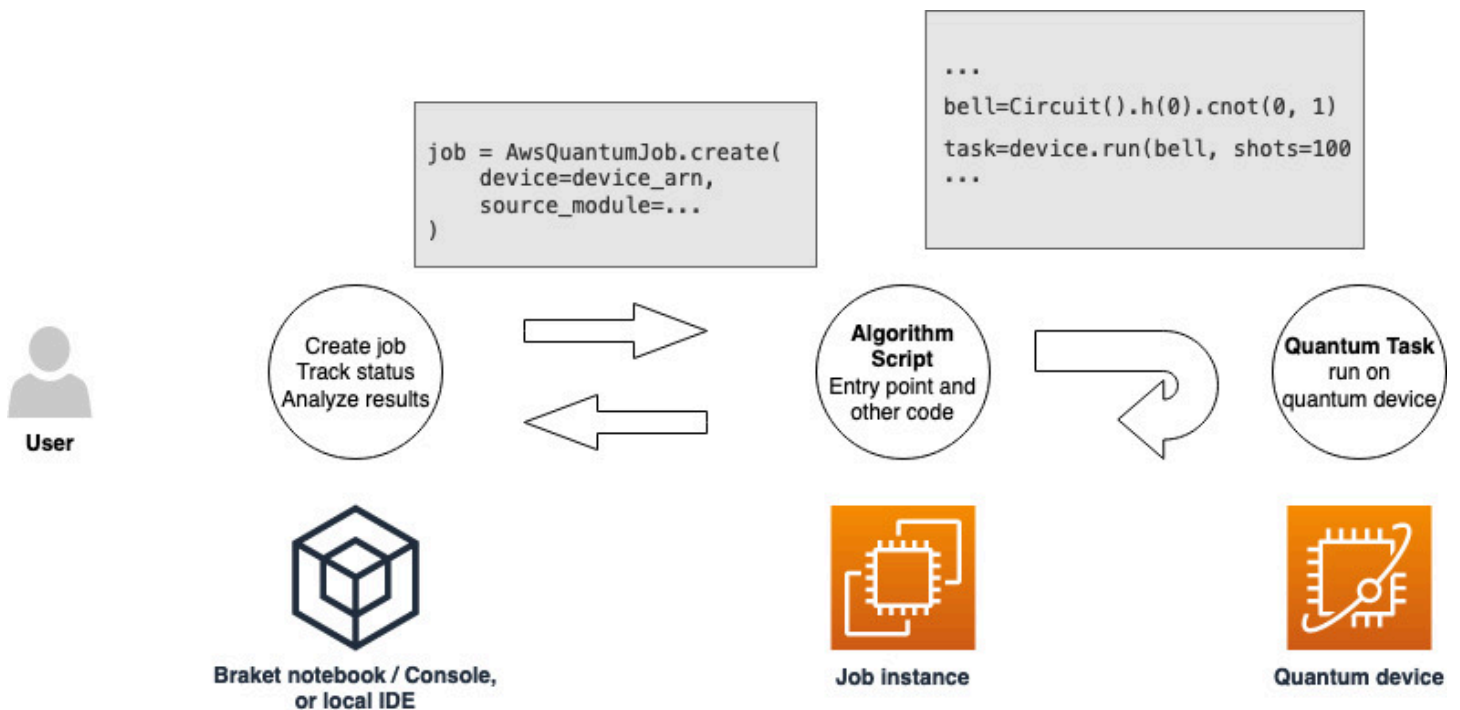 ...
bell=Circuit().h(0).cnot(0, 1)
task=device.run(bell, shots=100
...
job = AwsQuantumJob.create(
    device=device_arn,
    source_module=...
)
User
Create job
Track status
Analyze results
Algorithm
Script
Entry point and
other code
Quantum Task
run on
quantum device
Braket notebook / Console,
or local IDE
Job instance
Quantum device